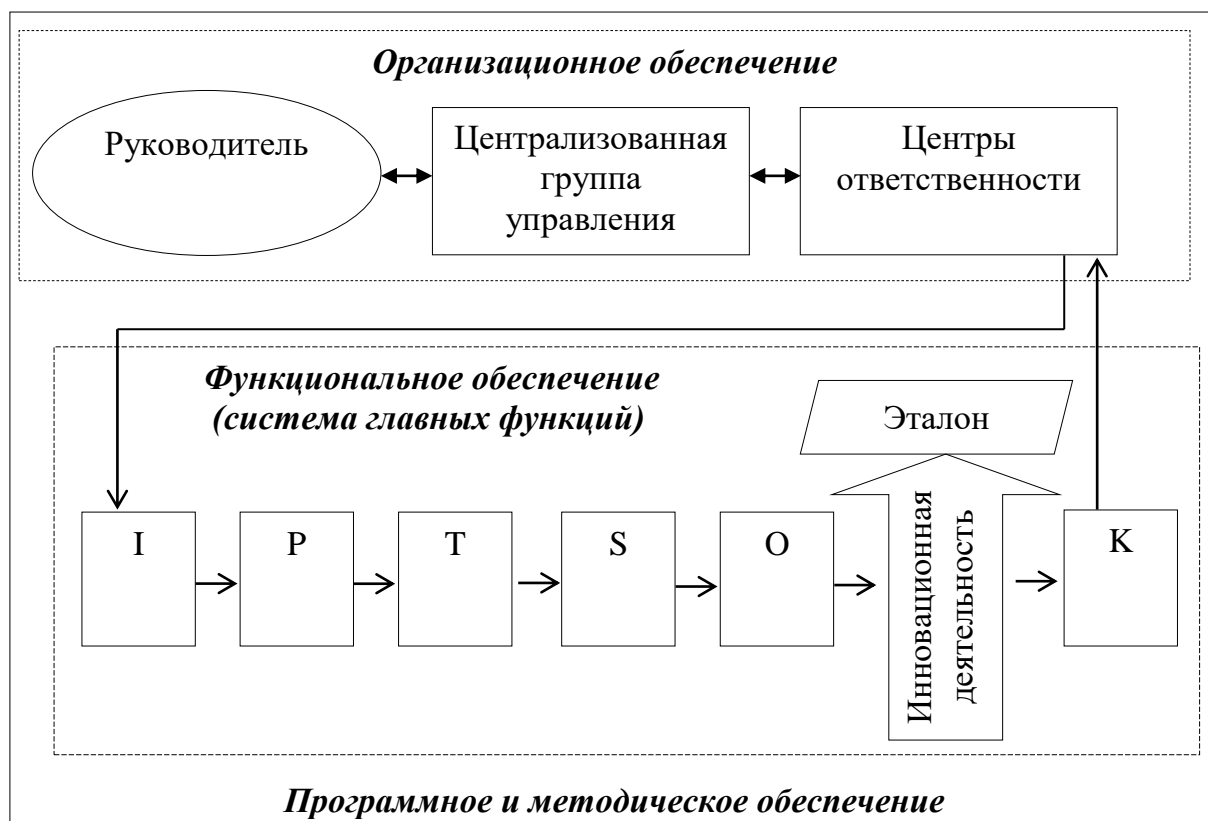 Организационное обеспечение
Руководитель
Централизованная
группа
управления
Центры
ответственности
Функциональное обеспечение
(система главных функций)
Эталон
I
P
T
S
O
Инновационная
деятельность
K
Программное и методическое обеспечение